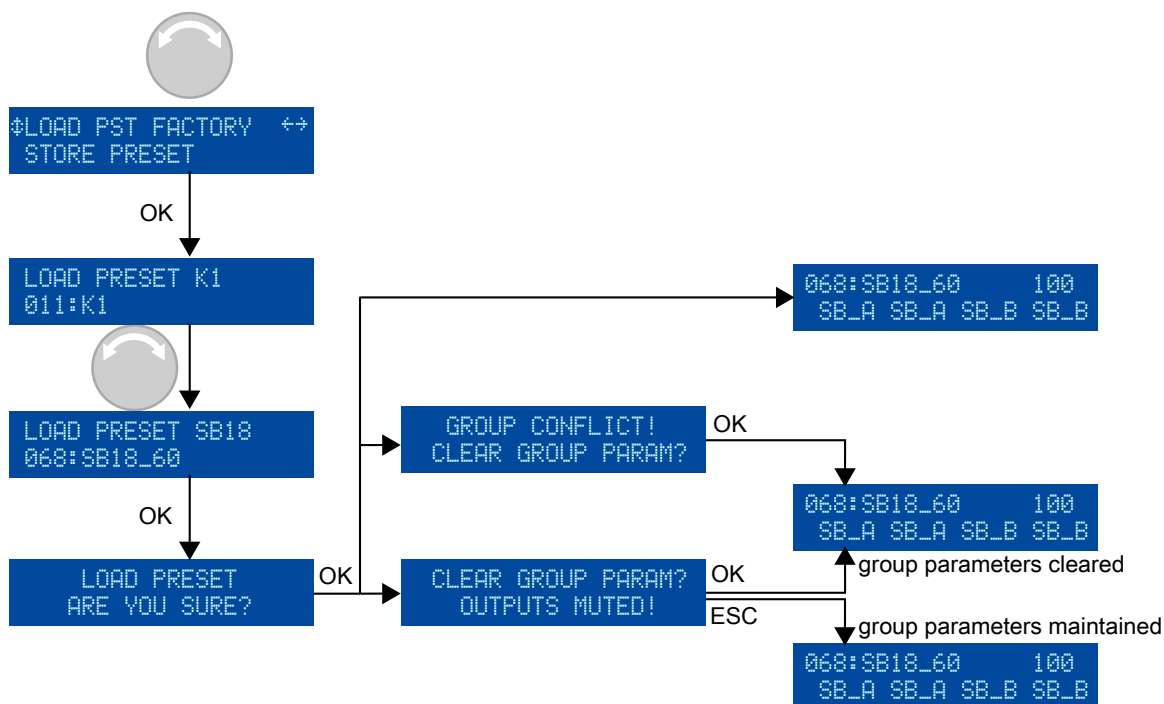 ⇕LOAD PST FACTORY ←→
STORE PRESET
OK
LOAD PRESET K1
011:K1
LOAD PRESET SB18
068:SB18_60
OK
LOAD PRESET
ARE YOU SURE?
OK
068:SB18_60 100
SB_A SB_A SB_B SB_B
GROUP CONFLICT!
CLEAR GROUP PARAM?
OK
068:SB18_60 100
SB_A SB_A SB_B SB_B
group parameters cleared
CLEAR GROUP PARAM?
OUTPUTS MUTED!
OK
ESC
group parameters maintained
068:SB18_60 100
SB_A SB_A SB_B SB_B